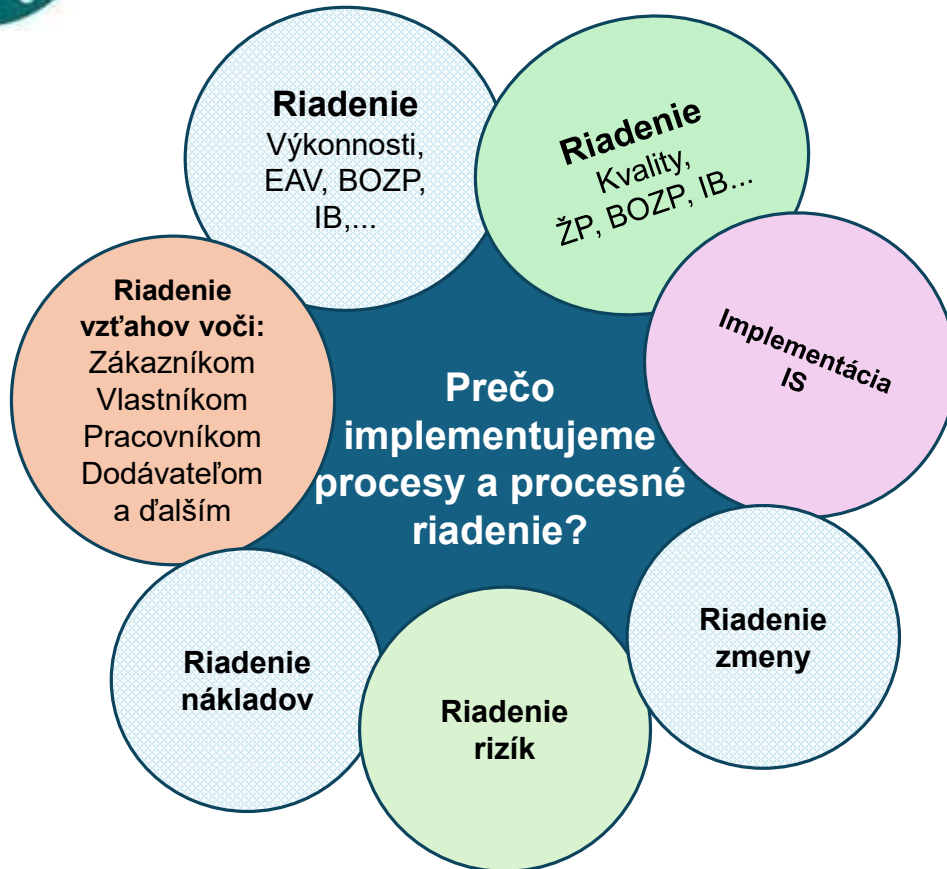 Riadenie
Výkonnosti,
EAV, BOZP,
IB,...
Riadenie
Kvality,
ŽP, BOZP, IB...
Implementácia
IS
Riadenie
zmeny
Riadenie
rizík
Riadenie
nákladov
Riadenie
vzťahov voči:
Zákazníkom
Vlastníkom
Pracovníkom
Dodávateľom
a ďalším
Prečo
implementujeme
procesy a procesné
riadenie?